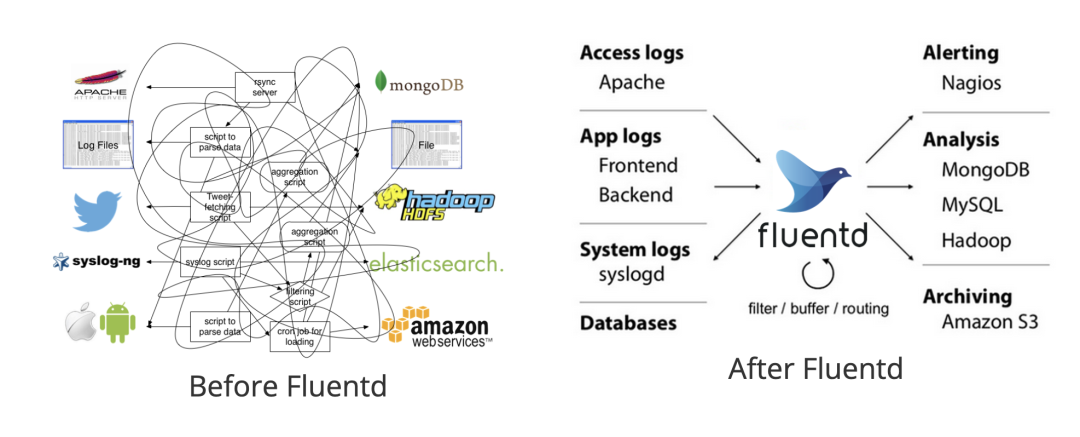 APACHE
HTTP SERVER
Log Files
syslog-ng
rsync
server
script to
parse data
aggregation
script
Tweet-
fetching
script
aggregation
script
syslog script
filtering
script
script to
parse data
cron job for
loading
mongoDB
File
hadoop
HDFS
elasticsearch.
amazon
webservices™
Before Fluentd
Access logs
Apache
App logs
Frontend
Backend
System logs
syslogd
Databases
fluentd
filter / buffer / routing
Alerting
Nagios
Analysis
MongoDB
MySQL
Hadoop
Archiving
Amazon S3
After Fluentd